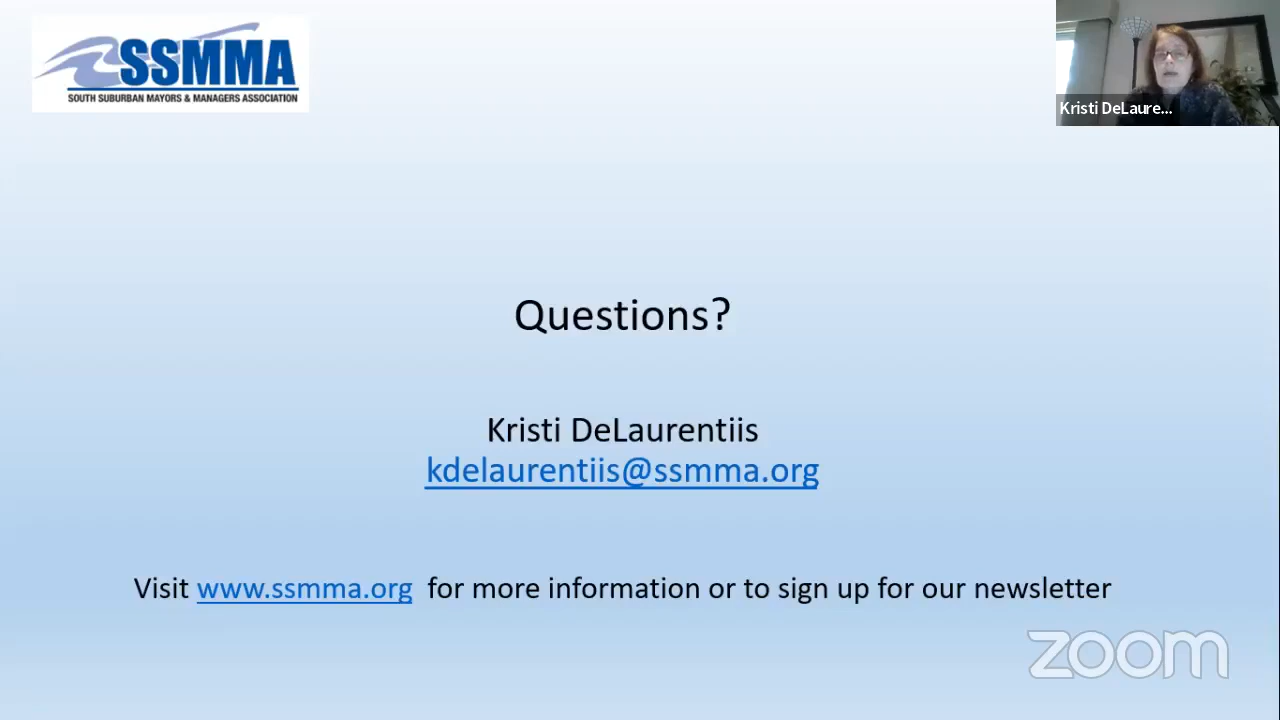 SSMMA
SOUTH SUBURBAN MAYORS & MANAGERS ASSOCIATION
Kristi DeLaure...
Questions?
Kristi DeLaurentiis
kdelaurentiis@ssmma.org
Visit www.ssmma.org for more information or to sign up for our newsletter
zoom